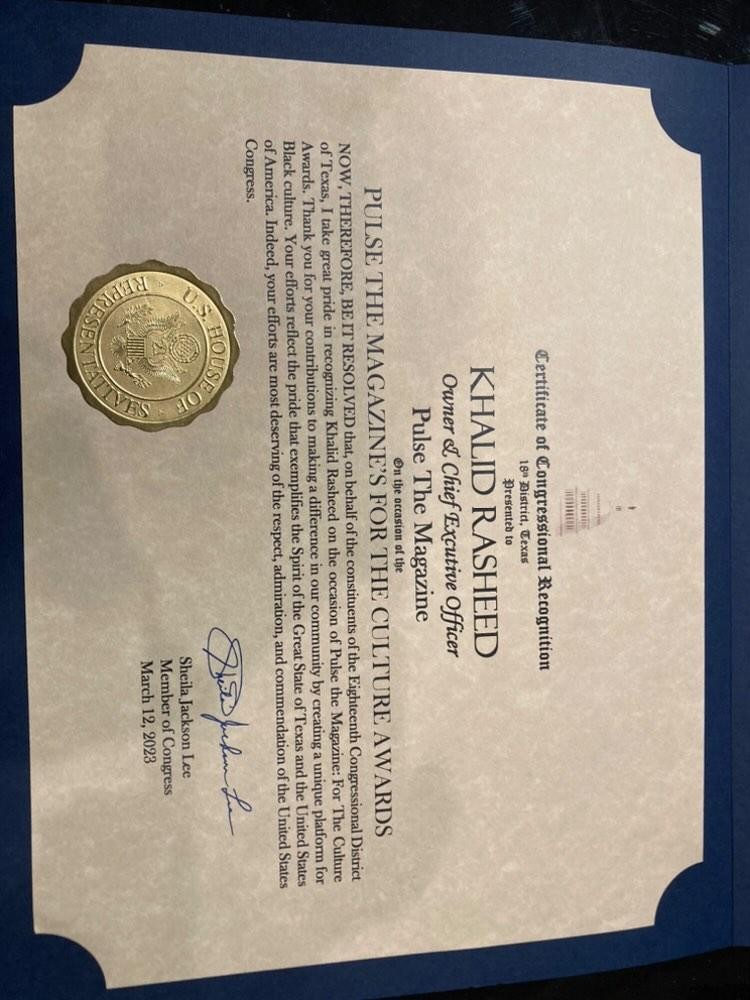 Certificate of Congressional Recognition
18th District, Texas
Presented to
KHALID RASHEED
Owner & Chief Excutive Officer
Pulse The Magazine
On the occasion of the
PULSE THE MAGAZINE'S FOR THE CULTURE AWARDS
NOW, THEREFORE, BE IT RESOLVED that, on behalf of the constituents of the Eighteenth Congressional District
of Texas, I take great pride in recognizing Khalid Rasheed on the occasion of Pulse the Magazine: For The Culture
Awards. Thank you for your contributions to making a difference in our community by creating a unique platform for
Black culture. Your efforts reflect the pride that exemplifies the Spirit of the Great State of Texas and the United States
of America. Indeed, your efforts are most deserving of the respect, admiration, and commendation of the United States
Congress.
U.S. HOUSE OF
REPRESENTATIVES
Sheila Jackson Lee
Sheila Jackson Lee
Member of Congress
March 12, 2023